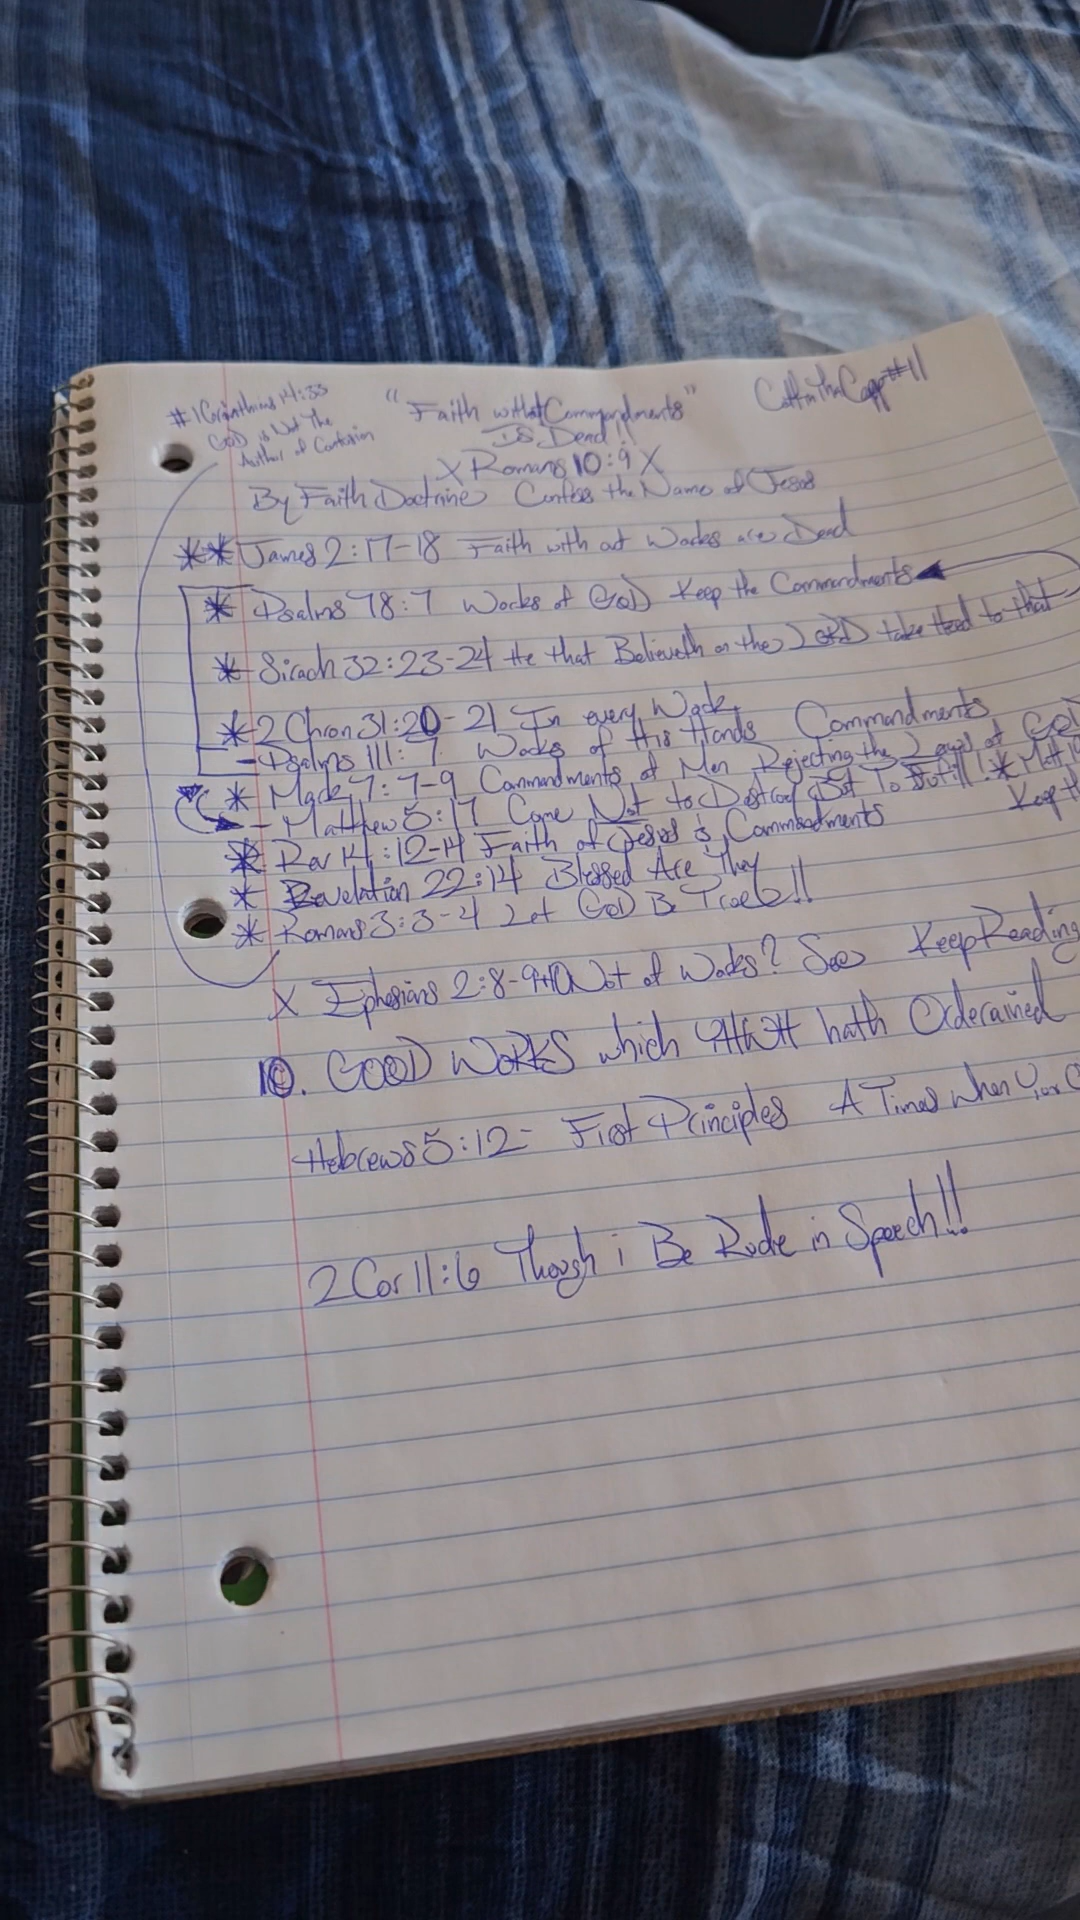 #1Corinthians 14:33
GOD is Not The
Author of Confusion
"Faith without Commandments"
Is Dead!
CattinThaCapp#11
X Romans 10:9 X
By Faith Doctrine Confess the Name of Jesus
** James 2:17-18 Faith with out Works are Dead
* Psalms 78:7 Works of GOD Keep the Commandments
* Sirach 32:23-24 He that Believeth on the LORD take Heed to that
* 2 Chron 31:20-21 In every Work Commandments
- Psalms 111:7 Works of His Hands
* Mark 7:7-9 Commandments of Men Rejecting the Laws of GOD
- Matthew 5:17 Came Not to Destroy But To Fulfill! * Matt
Keep th
* Rev 14:12-14 Faith of Jesus & Commandments
* Revelation 22:14 Blessed Are They
* Romans 3:3-4 Let GOD Be True!!
X Ephesians 2:8-9+10 Not of Works? See Keep Reading
10. GOOD WORKS which hath Orderained
Hebrews 5:12- First Principles A Time when
2 Cor 11:6 Though i Be Rude in Speech!!